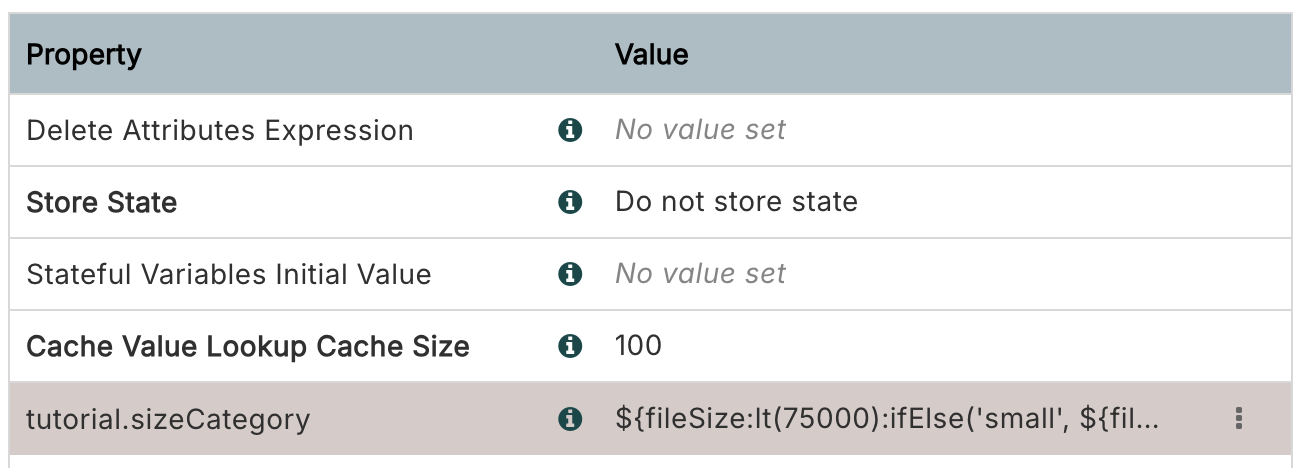 Property Value
Delete Attributes Expression No value set
Store State Do not store state
Stateful Variables Initial Value No value set
Cache Value Lookup Cache Size 100
tutorial.sizeCategory ${fileSize:lt(75000):ifElse('small', ${fil...